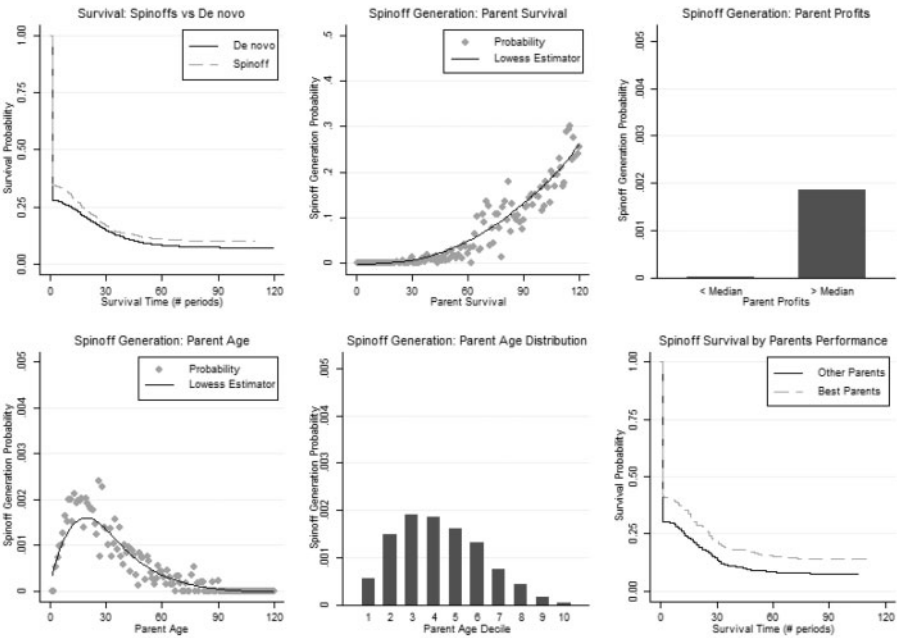 Survival: Spinoffs vs De novo
Survival Probability
1.00
0.75
0.50
0.25
0.00
De novo
Spinoff
0 30 60 90 120
Survival Time (# periods)
Spinoff Generation: Parent Survival
Spinoff Generation Probability
.5
.4
.3
.2
.1
0
Probability
Lowess Estimator
0 30 60 90 120
Parent Survival
Spinoff Generation: Parent Profits
Spinoff Generation Probability
.005
.004
.003
.002
.001
0
< Median > Median
Parent Profits
Spinoff Generation: Parent Age
Spinoff Generation Probability
.005
.004
.003
.002
.001
0
Probability
Lowess Estimator
0 30 60 90 120
Parent Age
Spinoff Generation: Parent Age Distribution
Spinoff Generation Probability
.005
.004
.003
.002
.001
0
1 2 3 4 5 6 7 8 9 10
Parent Age Decile
Spinoff Survival by Parents Performance
Survival Probability
1.00
0.75
0.50
0.25
0.00
Other Parents
Best Parents
0 30 60 90 120
Survival Time (# periods)